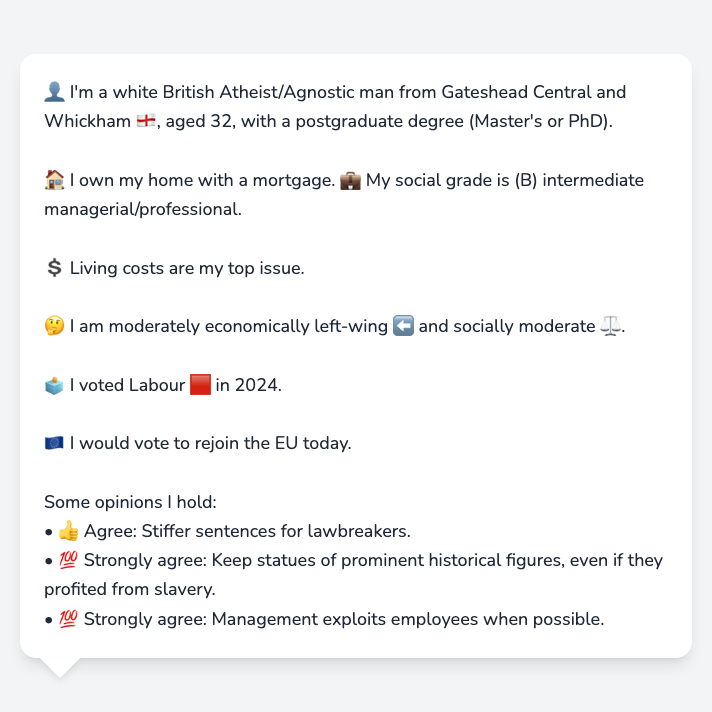 👤 I'm a white British Atheist/Agnostic man from Gateshead Central and
Whickham 🏴󠁧󠁢󠁥󠁮󠁧󠁿, aged 32, with a postgraduate degree (Master's or PhD).
🏠 I own my home with a mortgage. 💼 My social grade is (B) intermediate
managerial/professional.
💲 Living costs are my top issue.
🤔 I am moderately economically left-wing ⬅️ and socially moderate ⚖️.
🗳️ I voted Labour 🟥 in 2024.
🇪🇺 I would vote to rejoin the EU today.
Some opinions I hold:
• 👍 Agree: Stiffer sentences for lawbreakers.
• 💯 Strongly agree: Keep statues of prominent historical figures, even if they
profited from slavery.
• 💯 Strongly agree: Management exploits employees when possible.